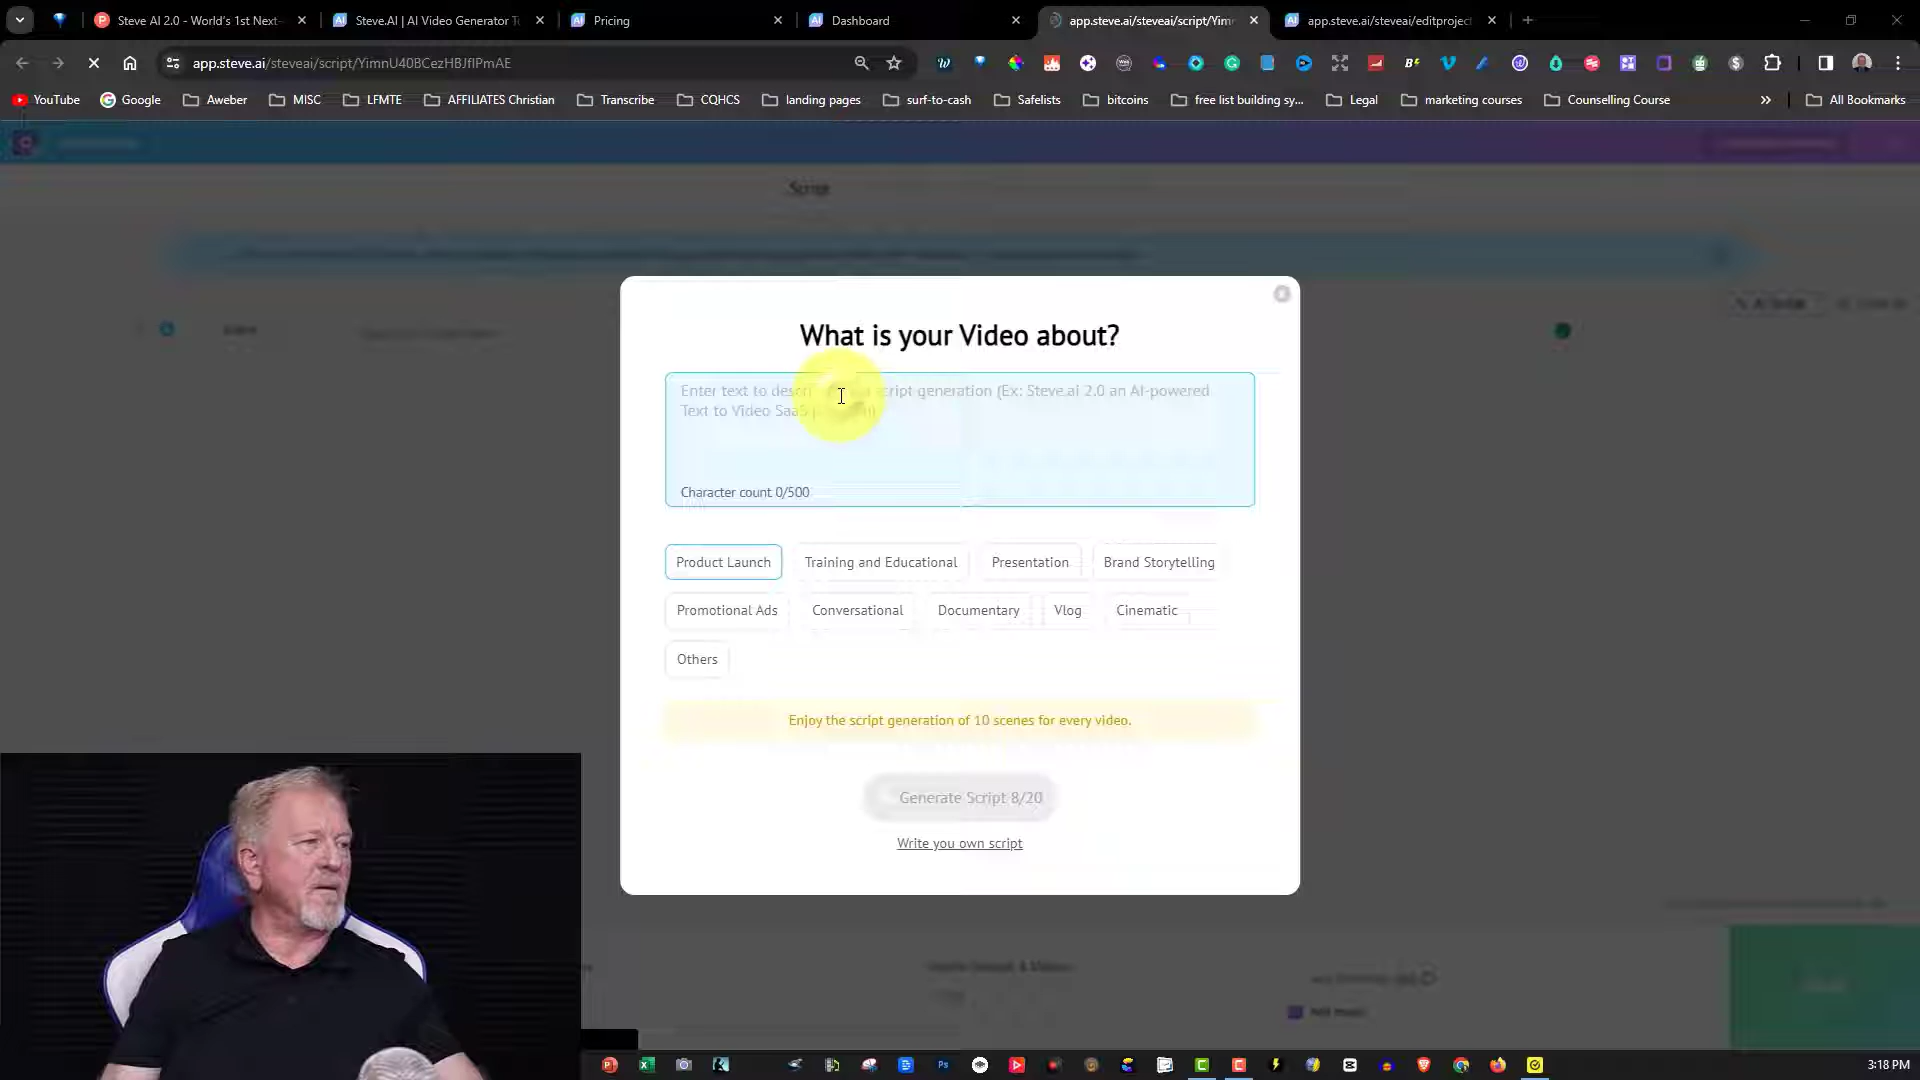 Steve AI 2.0 - World's 1st Next-
Steve.AI | AI Video Generator T
Pricing
Dashboard
app.steve.ai/steveai/script/Yimn
app.steve.ai/steveai/editproject
app.steve.ai/steveai/script/YimnU40BCezHBJflPmAE
YouTube
Google
Aweber
MISC
LFMTE
AFFILIATES Christian
Transcribe
CQHCS
landing pages
surf-to-cash
Safelists
bitcoins
free list building sy...
Legal
marketing courses
Counselling Course
All Bookmarks
Script
What is your Video about?
Enter text to script generation (Ex: Steve.ai 2.0 an AI-powered
Text to Video SaaS
Character count 0/500
Product Launch
Training and Educational
Presentation
Brand Storytelling
Promotional Ads
Conversational
Documentary
Vlog
Cinematic
Others
Enjoy the script generation of 10 scenes for every video.
Generate Script 8/20
Write you own script
3:18 PM